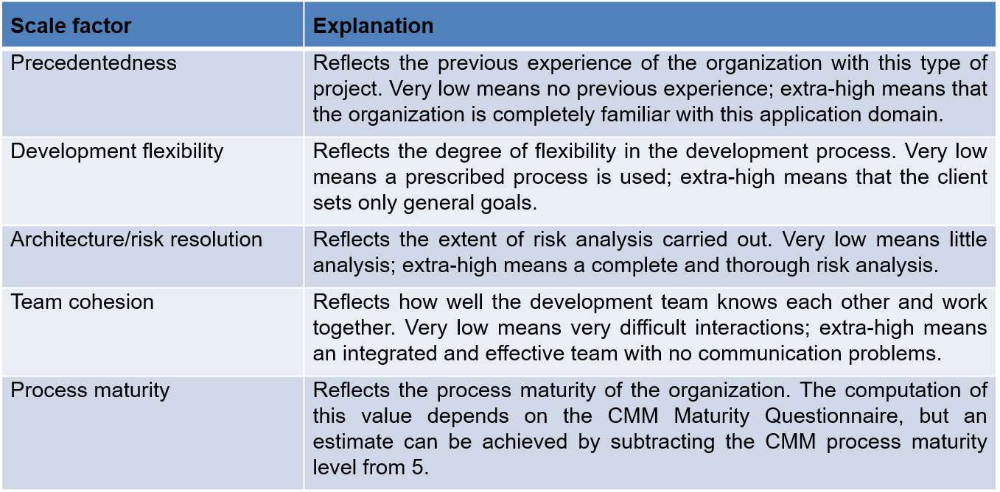 Scale factor
Explanation
Precedentedness
Reflects the previous experience of the organization with this type of
project. Very low means no previous experience; extra-high means that
the organization is completely familiar with this application domain.
Development flexibility
Reflects the degree of flexibility in the development process. Very low
means a prescribed process is used; extra-high means that the client
sets only general goals.
Architecture/risk resolution
Reflects the extent of risk analysis carried out. Very low means little
analysis; extra-high means a complete and thorough risk analysis.
Team cohesion
Reflects how well the development team knows each other and work
together. Very low means very difficult interactions; extra-high means
an integrated and effective team with no communication problems.
Process maturity
Reflects the process maturity of the organization. The computation of
this value depends on the CMM Maturity Questionnaire, but an
estimate can be achieved by subtracting the CMM process maturity
level from 5.